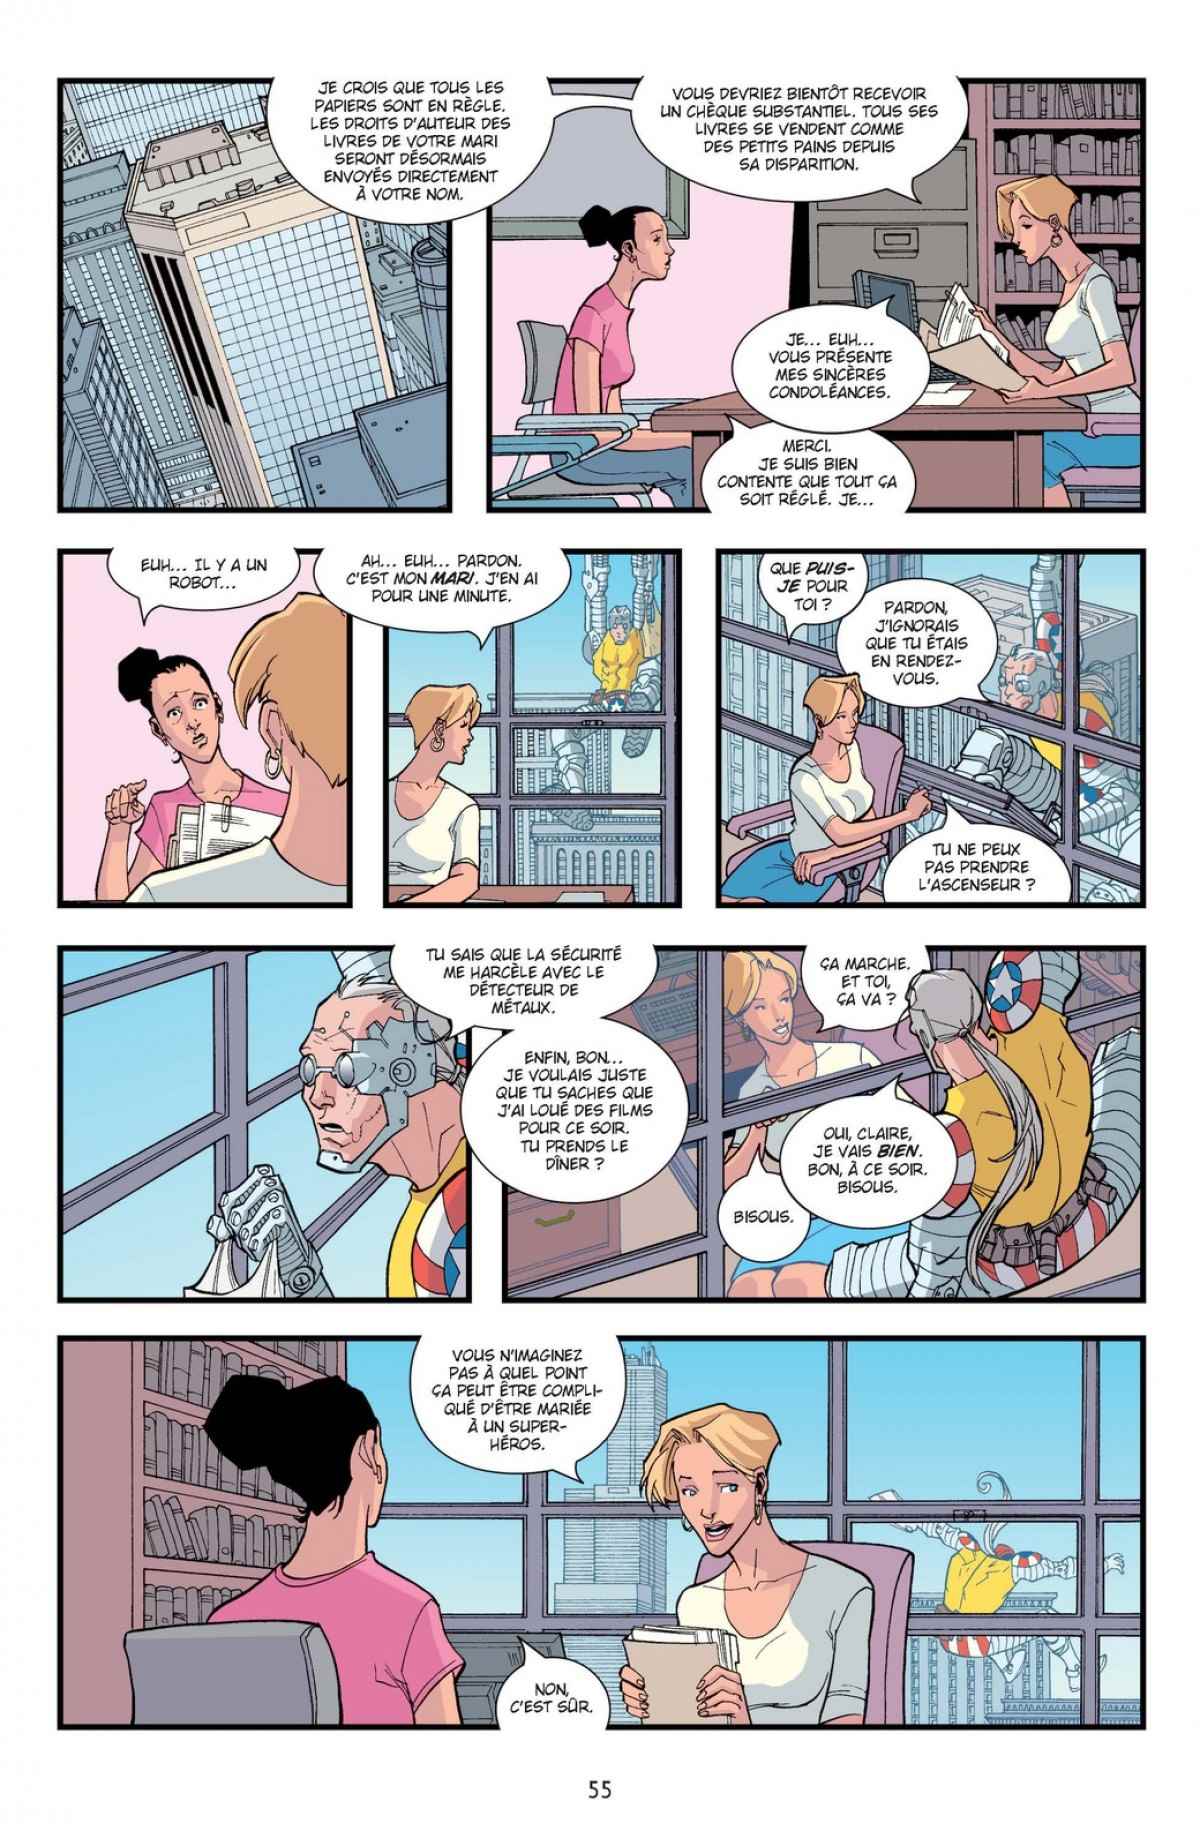 JE CROIS QUE TOUS LES
PAPIERS SONT EN RÈGLE.
LES DROITS D'AUTEUR DES
LIVRES DE VOTRE MARI
SERONT DÉSORMAIS
ENVOYÉS DIRECTEMENT
À VOTRE NOM.
VOUS DEVRIEZ BIENTÔT RECEVOIR
UN CHÈQUE SUBSTANTIEL. TOUS SES
LIVRES SE VENDENT COMME
DES PETITS PAINS DEPUIS
SA DISPARITION.
JE... EUH...
VOUS PRÉSENTE
MES SINCÈRES
CONDOLÉANCES.
MERCI.
JE SUIS BIEN
CONTENTE QUE TOUT ÇA
SOIT RÉGLÉ. JE...
EUH... IL Y A UN
ROBOT...
AH... EUH... PARDON.
C'EST MON MARI. J'EN AI
POUR UNE MINUTE.
QUE PUIS-
JE POUR
TOI ?
PARDON,
J'IGNORAIS
QUE TU ÉTAIS
EN RENDEZ-
VOUS.
TU NE PEUX
PAS PRENDRE
L'ASCENSEUR ?
TU SAIS QUE LA SÉCURITÉ
ME HARCÈLE AVEC LE
DÉTECTEUR DE
MÉTAUX.
ENFIN, BON...
JE VOULAIS JUSTE
QUE TU SACHES QUE
J'AI LOUÉ DES FILMS
POUR CE SOIR.
TU PRENDS LE
DÎNER ?
ÇA MARCHE.
ET TOI,
ÇA VA ?
OUI, CLAIRE,
JE VAIS BIEN.
BON, À CE SOIR.
BISOUS.
BISOUS.
VOUS N'IMAGINEZ
PAS À QUEL POINT
ÇA PEUT ÊTRE COMPLI-
QUÉ D'ÊTRE MARIÉE
À UN SUPER-
HÉROS.
NON,
C'EST SÛR.
55